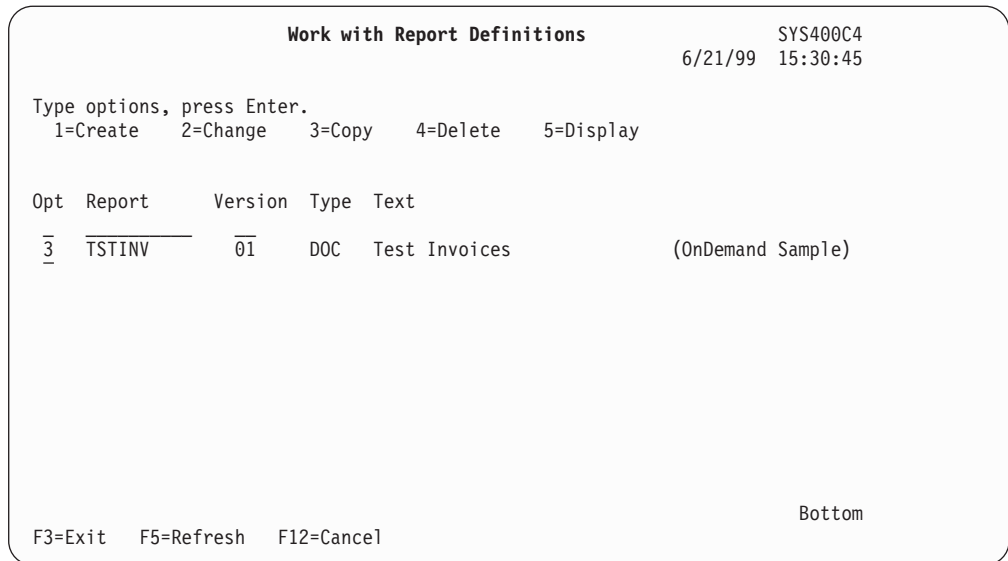 Work with Report Definitions SYS400C4
6/21/99 15:30:45
Type options, press Enter.
1=Create 2=Change 3=Copy 4=Delete 5=Display
Opt Report Version Type Text
_ __________ __
3 TSTINV 01 DOC Test Invoices (OnDemand Sample)
Bottom
F3=Exit F5=Refresh F12=Cancel